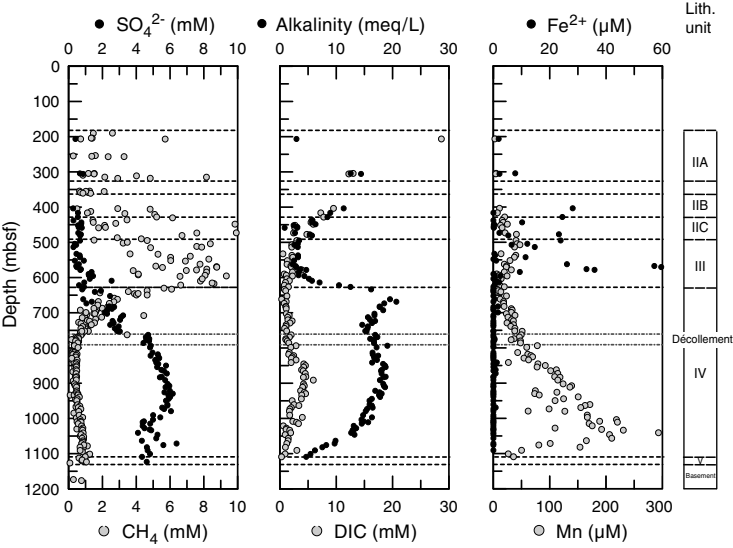 Lith.
unit
SO₄²⁻ (mM)
Alkalinity (meq/L)
Fe²⁺ (µM)
0 2 4 6 8 10
0 10 20 30
0 20 40 60
Depth (mbsf)
0
100
200
300
400
500
600
700
800
900
1000
1100
1200
IIA
IIB
IIC
III
Décollement
IV
V
Basement
0 2 4 6 8 10
0 10 20 30
0 100 200 300
CH₄ (mM)
DIC (mM)
Mn (µM)